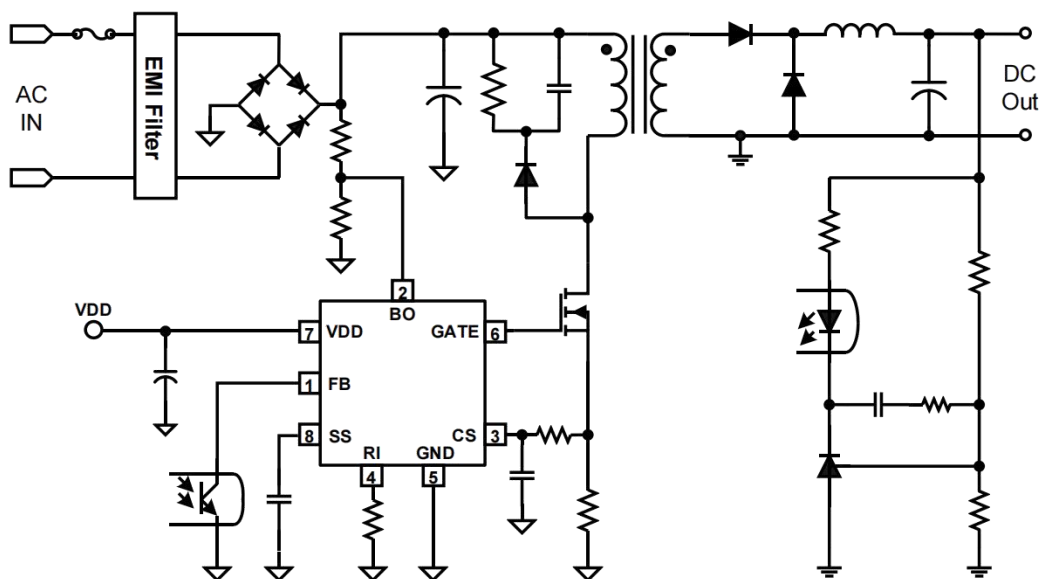 AC
IN
EMI Filter
DC
Out
VDD
2
BO
7 VDD
GATE 6
1 FB
8 SS
CS 3
RI
GND
4
5